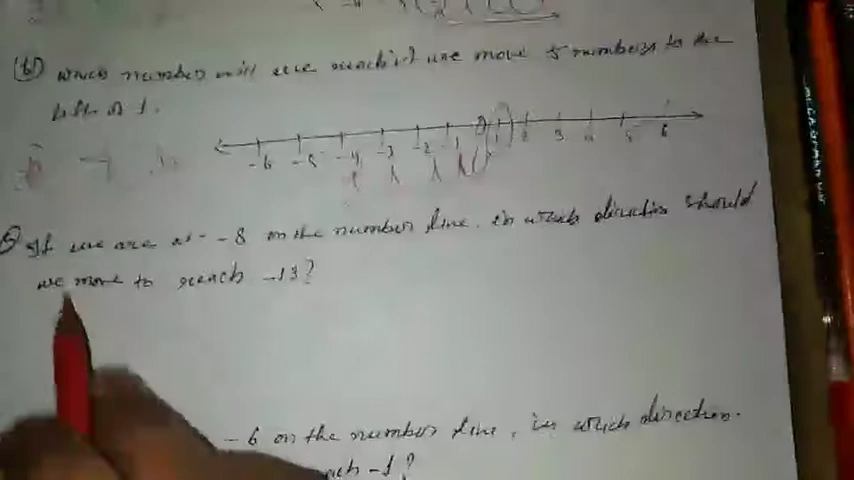 (b) which number will we reach if we move 5 numbers to the
left of 1.
-6 -5 -4 -3 -2 -1 0 1 2 3 4 5 6
If we are at -8 on the number line, in which direction should
we move to reach -13?
-6 on the number line, in which direction
-1?